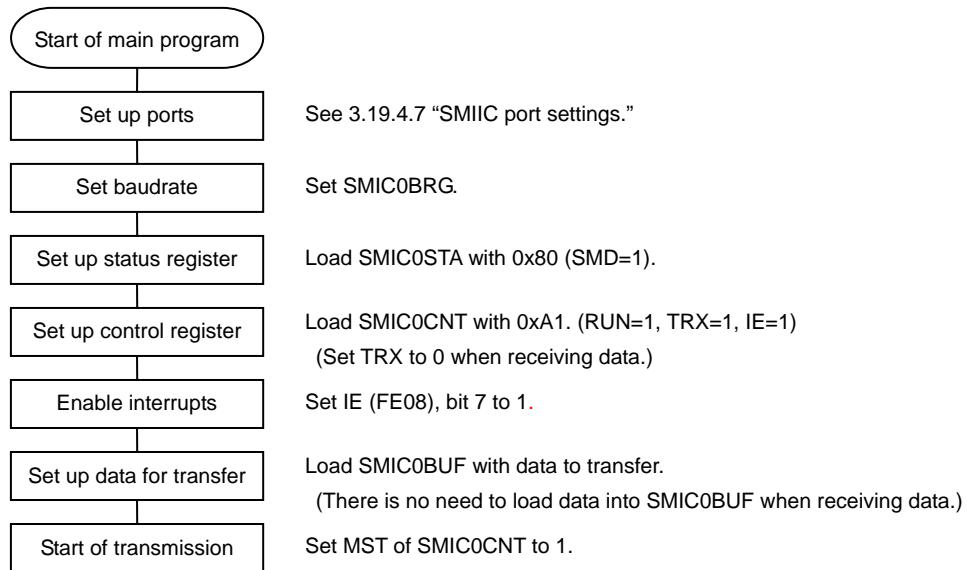 Start of main program
Set up ports
See 3.19.4.7 “SMIIC port settings.”
Set baudrate
Set SMIC0BRG.
Set up status register
Load SMIC0STA with 0x80 (SMD=1).
Set up control register
Load SMIC0CNT with 0xA1. (RUN=1, TRX=1, IE=1)
(Set TRX to 0 when receiving data.)
Enable interrupts
Set IE (FE08), bit 7 to 1.
Set up data for transfer
Load SMIC0BUF with data to transfer.
(There is no need to load data into SMIC0BUF when receiving data.)
Start of transmission
Set MST of SMIC0CNT to 1.